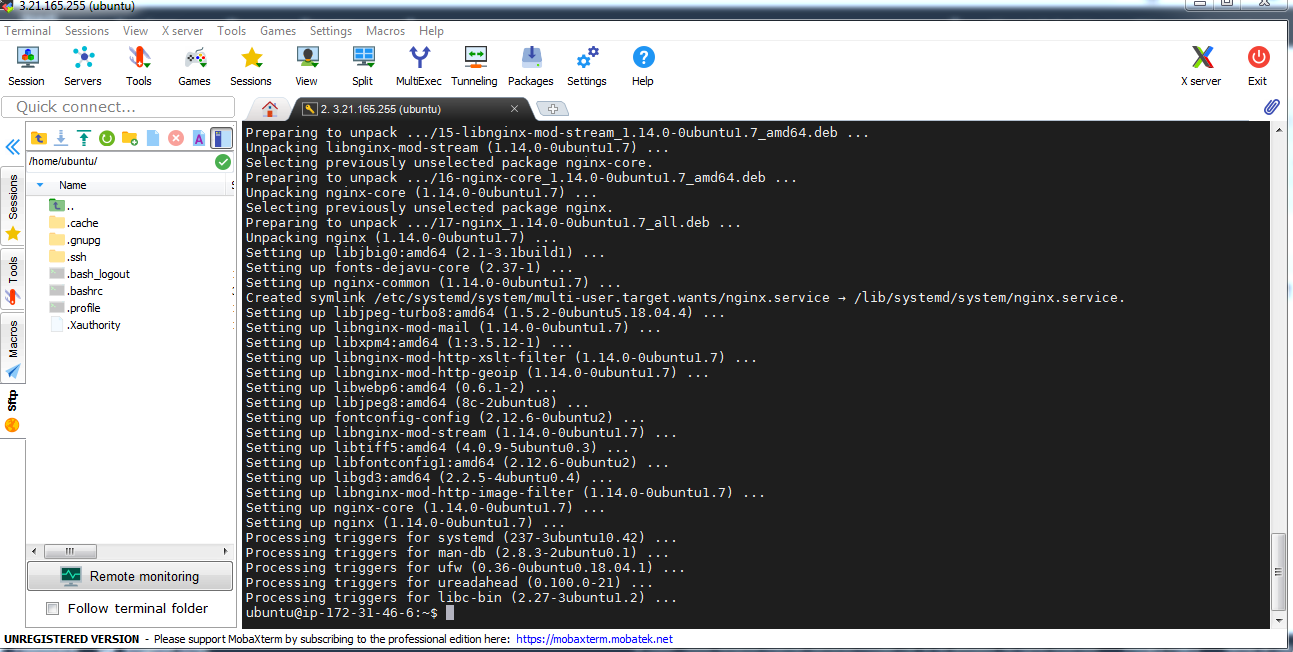 3.21.165.255 (ubuntu)
Terminal Sessions View X server Tools Games Settings Macros Help
Session Servers Tools Games Sessions View Split MultiExec Tunneling Packages Settings Help X server Exit
Quick connect...
2. 3.21.165.255 (ubuntu)
/home/ubuntu/
Name
..
.cache
.gnupg
.ssh
.bash_logout
.bashrc
.profile
.Xauthority
Sessions
Tools
Macros
Sftp
Remote monitoring
Follow terminal folder
Preparing to unpack .../15-libnginx-mod-stream_1.14.0-0ubuntu1.7_amd64.deb ...
Unpacking libnginx-mod-stream (1.14.0-0ubuntu1.7) ...
Selecting previously unselected package nginx-core.
Preparing to unpack .../16-nginx-core_1.14.0-0ubuntu1.7_amd64.deb ...
Unpacking nginx-core (1.14.0-0ubuntu1.7) ...
Selecting previously unselected package nginx.
Preparing to unpack .../17-nginx_1.14.0-0ubuntu1.7_all.deb ...
Unpacking nginx (1.14.0-0ubuntu1.7) ...
Setting up libjbig0:amd64 (2.1-3.1build1) ...
Setting up fonts-dejavu-core (2.37-1) ...
Setting up nginx-common (1.14.0-0ubuntu1.7) ...
Created symlink /etc/systemd/system/multi-user.target.wants/nginx.service → /lib/systemd/system/nginx.service.
Setting up libjpeg-turbo8:amd64 (1.5.2-0ubuntu5.18.04.4) ...
Setting up libnginx-mod-mail (1.14.0-0ubuntu1.7) ...
Setting up libxpm4:amd64 (1:3.5.12-1) ...
Setting up libnginx-mod-http-xslt-filter (1.14.0-0ubuntu1.7) ...
Setting up libnginx-mod-http-geoip (1.14.0-0ubuntu1.7) ...
Setting up libwebp6:amd64 (0.6.1-2) ...
Setting up libjpeg8:amd64 (8c-2ubuntu8) ...
Setting up fontconfig-config (2.12.6-0ubuntu2) ...
Setting up libnginx-mod-stream (1.14.0-0ubuntu1.7) ...
Setting up libtiff5:amd64 (4.0.9-5ubuntu0.3) ...
Setting up libfontconfig1:amd64 (2.12.6-0ubuntu2) ...
Setting up libgd3:amd64 (2.2.5-4ubuntu0.4) ...
Setting up libnginx-mod-http-image-filter (1.14.0-0ubuntu1.7) ...
Setting up nginx-core (1.14.0-0ubuntu1.7) ...
Setting up nginx (1.14.0-0ubuntu1.7) ...
Processing triggers for systemd (237-3ubuntu10.42) ...
Processing triggers for man-db (2.8.3-2ubuntu0.1) ...
Processing triggers for ufw (0.36-0ubuntu0.18.04.1) ...
Processing triggers for ureadahead (0.100.0-21) ...
Processing triggers for libc-bin (2.27-3ubuntu1.2) ...
ubuntu@ip-172-31-46-6:~$
UNREGISTERED VERSION - Please support MobaXterm by subscribing to the professional edition here: https://mobaxterm.mobatek.net